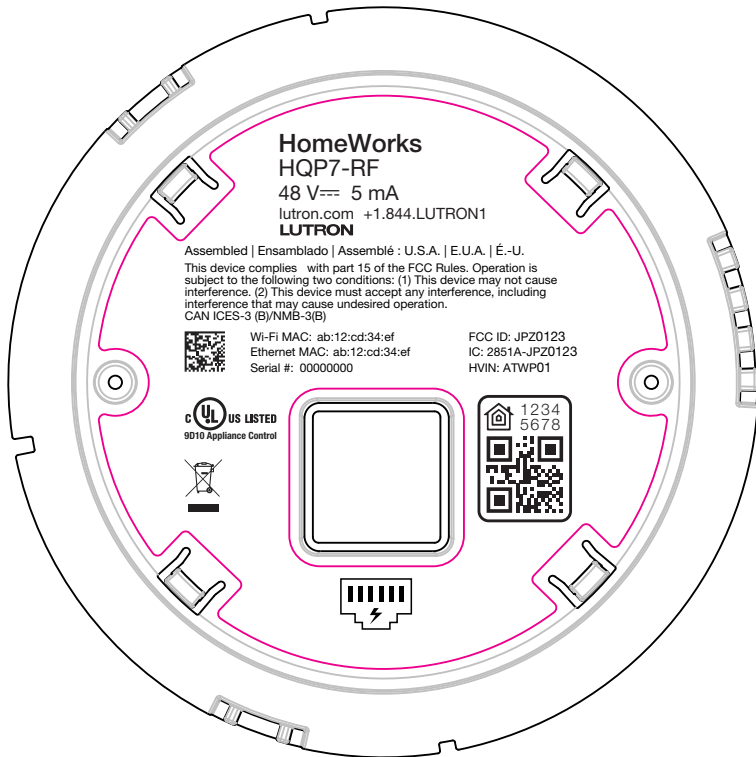 HomeWorks
HQP7-RF
48 V⎓ 5 mA
lutron.com +1.844.LUTRON1
LUTRON
Assembled | Ensamblado | Assemblé : U.S.A. | E.U.A. | É.-U.
This device complies with part 15 of the FCC Rules. Operation is
subject to the following two conditions: (1) This device may not cause
interference. (2) This device must accept any interference, including
interference that may cause undesired operation.
CAN ICES-3 (B)/NMB-3(B)
Wi-Fi MAC: ab:12:cd:34:ef FCC ID: JPZ0123
Ethernet MAC: ab:12:cd:34:ef IC: 2851A-JPZ0123
Serial #: 00000000 HVIN: ATWP01
C UL US LISTED
9D10 Appliance Control
1234
5678